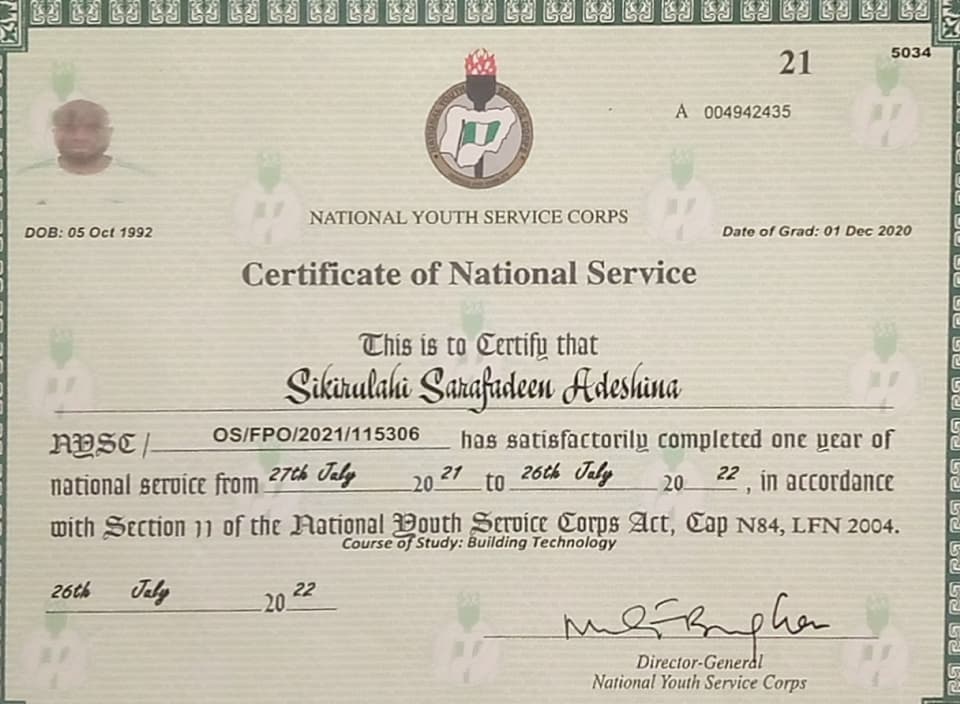 21
5034
A 004942435
NATIONAL YOUTH SERVICE CORPS
DOB: 05 Oct 1992
Date of Grad: 01 Dec 2020
Certificate of National Service
This is to Certify that
Sikirulahi Sarafadeen Adeshina
NYSC/ OS/FPO/2021/115306 has satisfactorily completed one year of
national service from 27th July 20 21 to 26th July 20 22, in accordance
with Section 11 of the National Youth Service Corps Act, Cap N84, LFN 2004.
Course of Study: Building Technology
26th July 20 22
Director-General
National Youth Service Corps